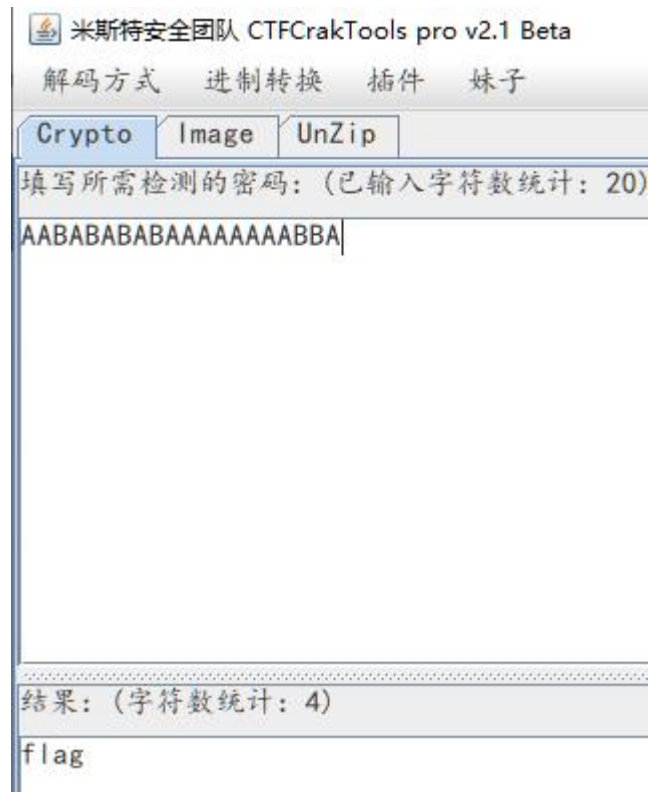 米斯特安全团队 CTFCrakTools pro v2.1 Beta
解码方式 进制转换 插件 妹子
Crypto Image UnZip
填写所需检测的密码:(已输入字符数统计: 20)
AABABABABAAAAAAAABBA
结果:(字符数统计: 4)
flag